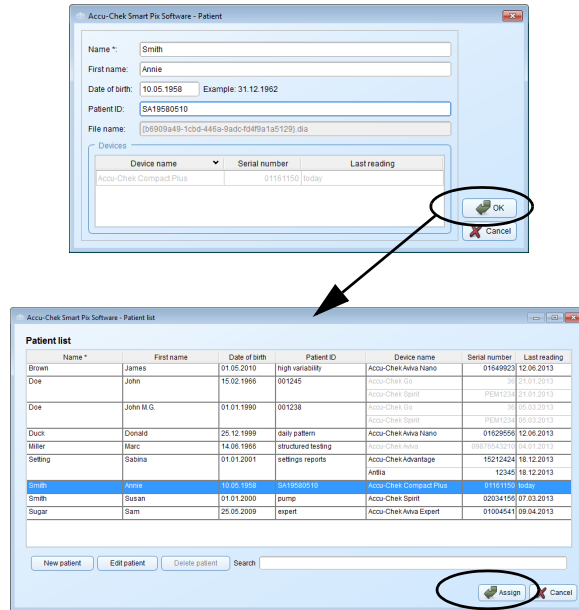 Accu-Chek Smart Pix Software - Patient
Name *: Smith
First name: Annie
Date of birth: 10.05.1958 Example: 31.12.1962
Patient ID: SA19580510
File name: {b6909a49-1cbd-446a-9adc-fd4f9a1a5129}.dia
Devices
Device name Serial number Last reading
Accu-Chek Compact Plus 01161150 today
OK
Cancel
Accu-Chek Smart Pix Software - Patient list
Patient list
Name * First name Date of birth Patient ID Device name Serial number Last reading
Brown James 01.05.2010 high variability Accu-Chek Aviva Nano 01649923 12.06.2013
Doe John 15.02.1966 001245 Accu-Chek Go 36 21.01.2013
Accu-Chek Spirit PEM1234 21.01.2013
Doe John M.G. 01.01.1990 001238 Accu-Chek Go 36 05.03.2013
Accu-Chek Spirit PEM1234 05.03.2013
Duck Donald 25.12.1999 daily pattern Accu-Chek Aviva Nano 01629556 12.06.2013
Miller Marc 14.06.1966 structured testing Accu-Chek Aviva 09876543210 04.01.2013
Setting Sabina 01.01.2001 settings reports Accu-Chek Advantage 15212424 18.12.2013
Antlia 12345 18.12.2013
Smith Annie 10.05.1958 SA19580510 Accu-Chek Compact Plus 01161150 today
Smith Susan 01.01.2000 pump Accu-Chek Spirit 02034156 07.03.2013
Sugar Sam 25.05.2009 expert Accu-Chek Aviva Expert 01004541 09.04.2013
New patient Edit patient Delete patient Search
Assign Cancel